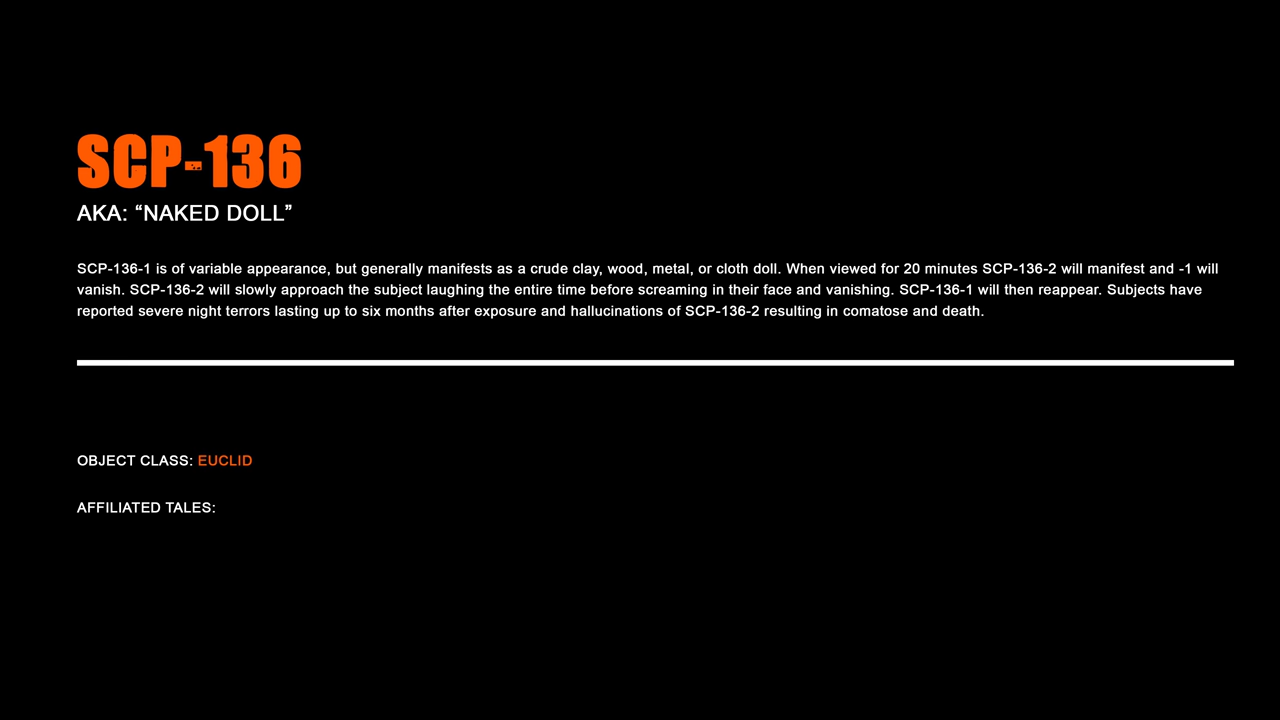 SCP-136
AKA: “NAKED DOLL”
SCP-136-1 is of variable appearance, but generally manifests as a crude clay, wood, metal, or cloth doll. When viewed for 20 minutes SCP-136-2 will manifest and -1 will
vanish. SCP-136-2 will slowly approach the subject laughing the entire time before screaming in their face and vanishing. SCP-136-1 will then reappear. Subjects have
reported severe night terrors lasting up to six months after exposure and hallucinations of SCP-136-2 resulting in comatose and death.
OBJECT CLASS: EUCLID
AFFILIATED TALES: